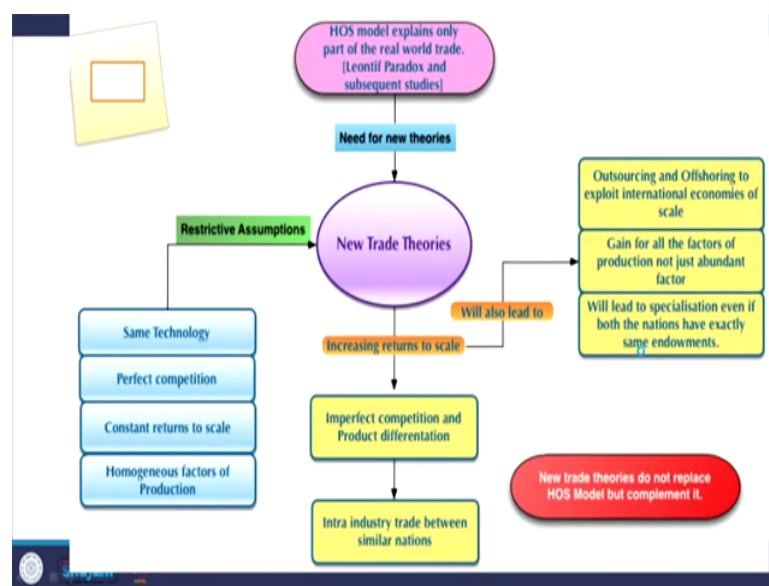 HOS model explains only
part of the real world trade.
[Leontif Paradox and
subsequent studies]
Need for new theories
Restrictive Assumptions
New Trade Theories
Same Technology
Perfect competition
Constant returns to scale
Homogeneous factors of
Production
Increasing returns to scale
Will also lead to
Outsourcing and Offshoring to
exploit international economies of
scale
Gain for all the factors of
production not just abundant
factor
Will lead to specialisation even if
both the nations have exactly
same endowments.
Imperfect competition and
Product differentation
Intra industry trade between
similar nations
New trade theories do not replace
HOS Model but complement it.